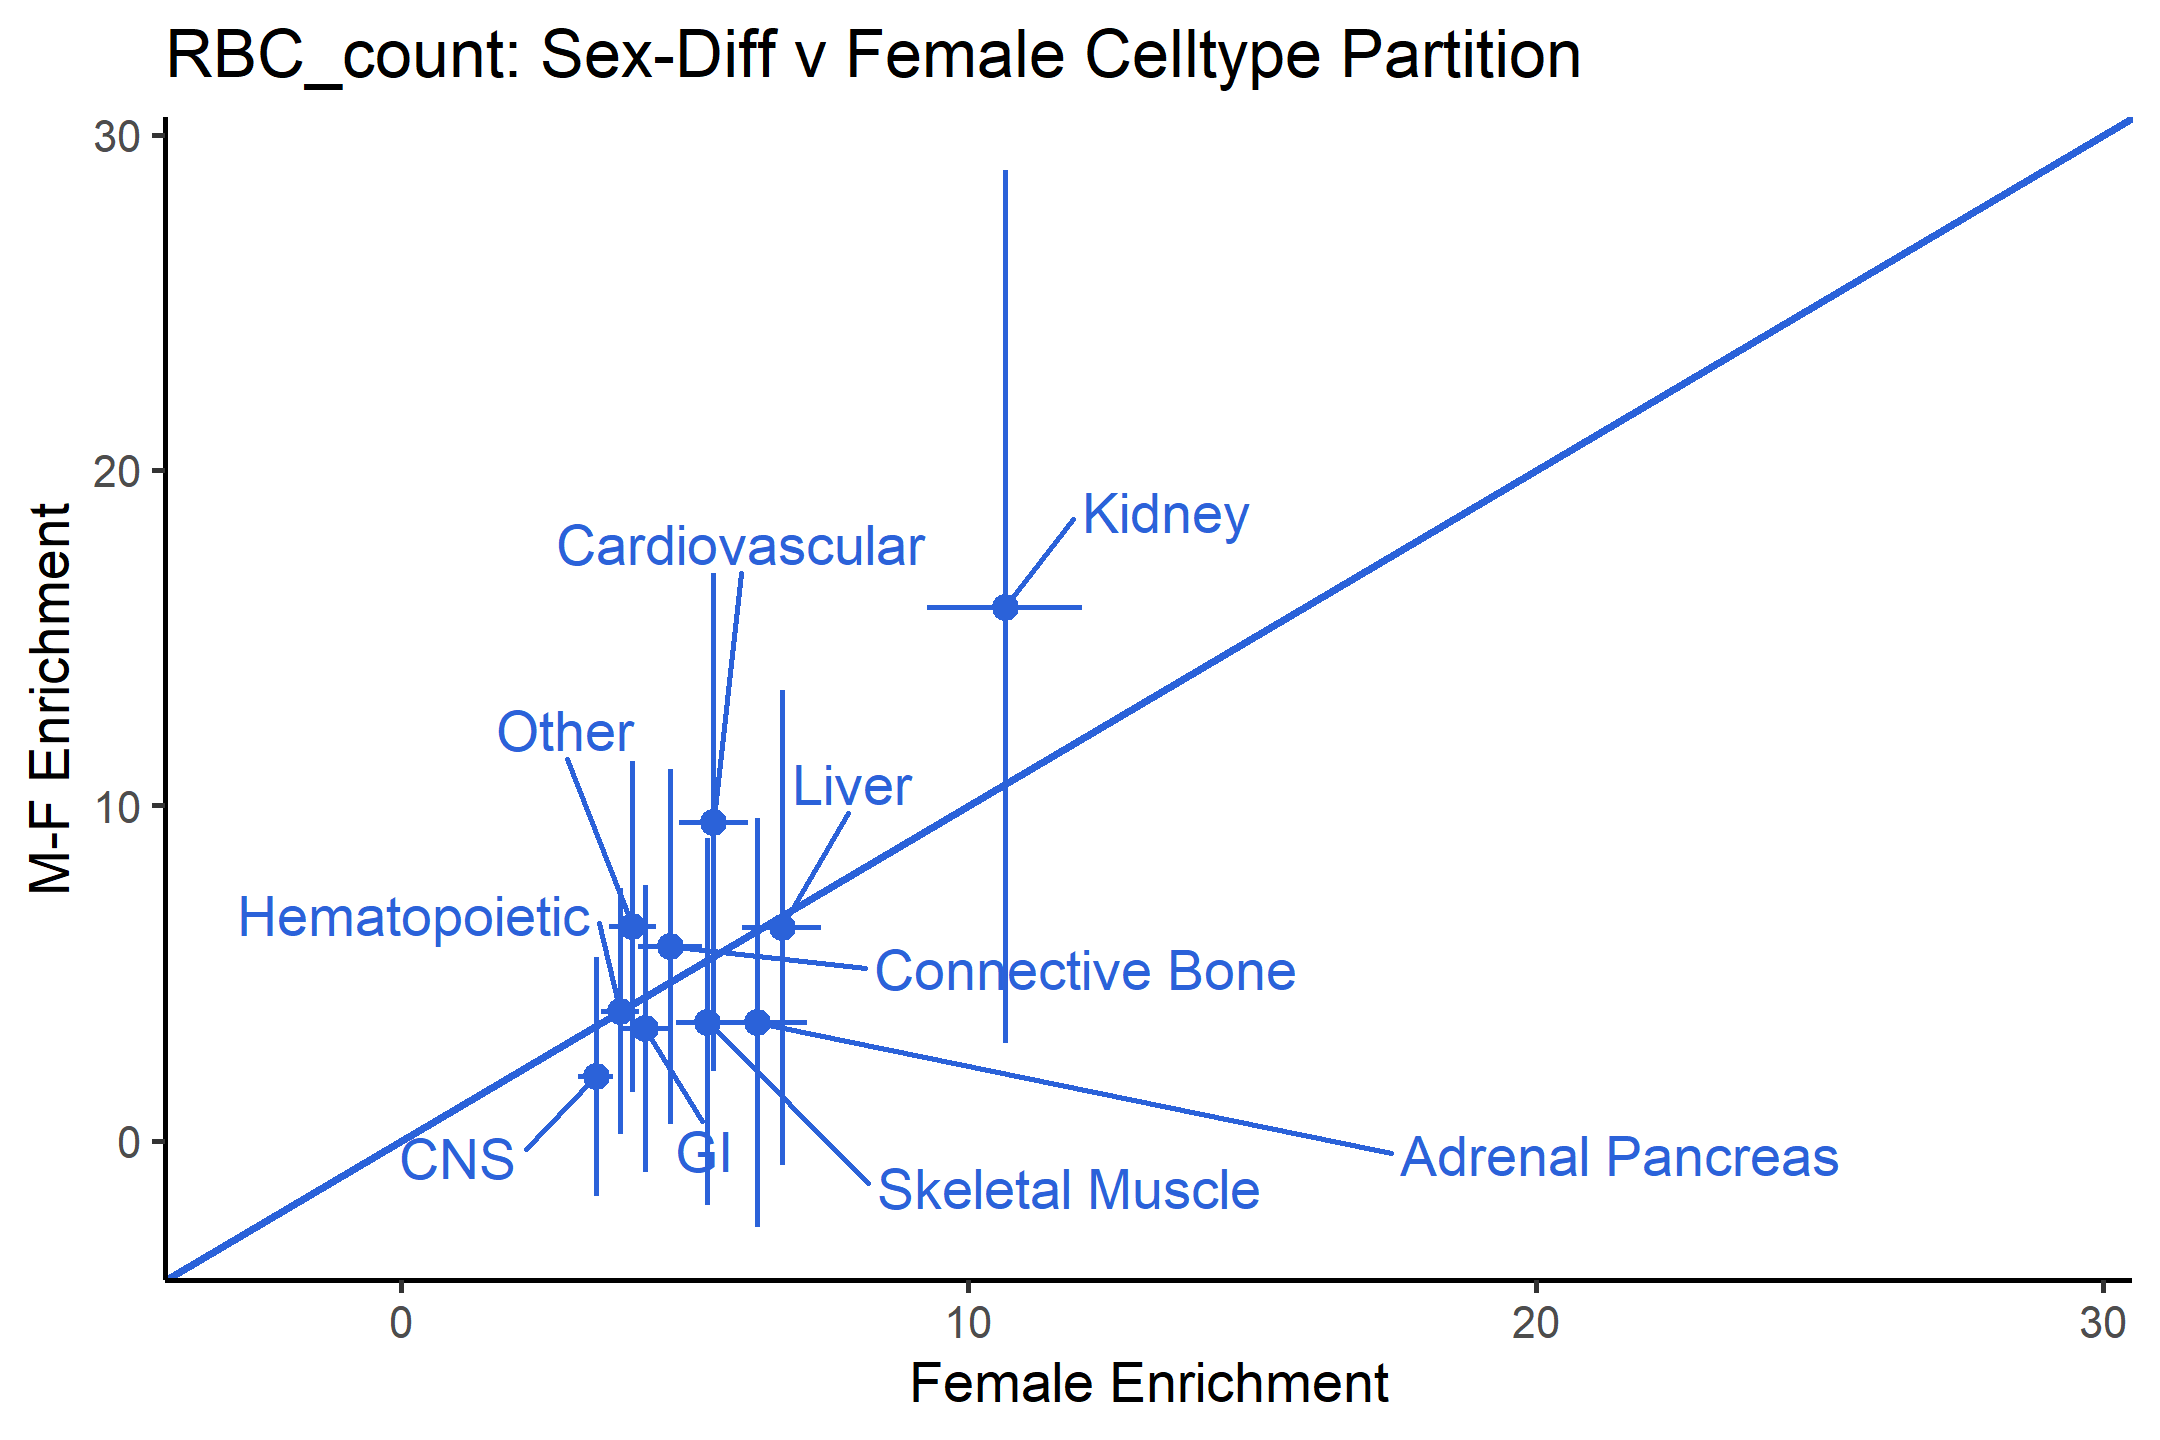 RBC_count: Sex-Diff v Female Celltype Partition
30
20
10
0
M-F Enrichment
Kidney
Cardiovascular
Other
Liver
Hematopoietic
Connective Bone
CNS
GI
Adrenal Pancreas
Skeletal Muscle
0
10
20
30
Female Enrichment